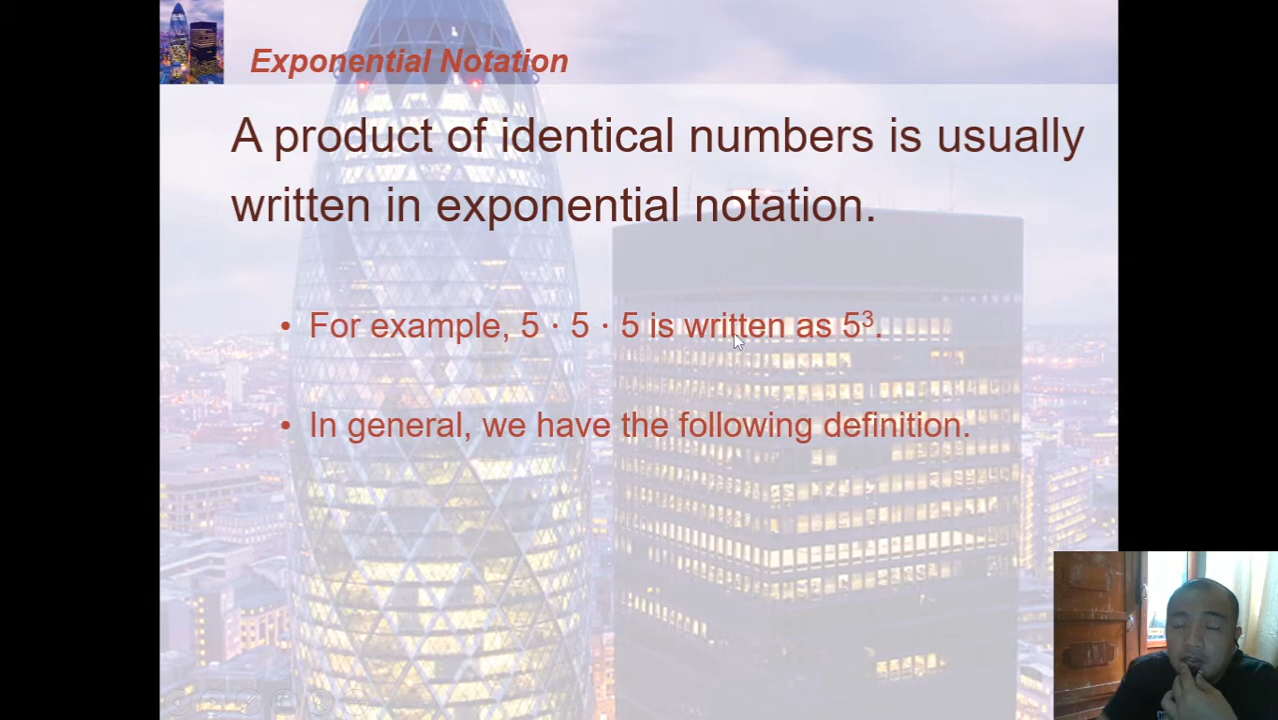 Exponential Notation
A product of identical numbers is usually
written in exponential notation.
• For example, 5 · 5 · 5 is written as 5³.
• In general, we have the following definition.